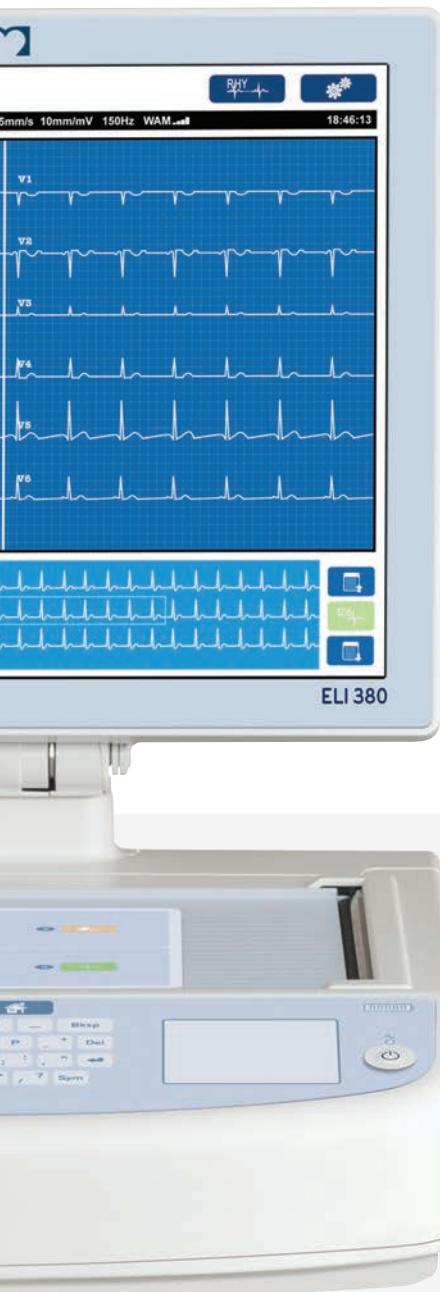 RHY
5mm/s 10mm/mV 150Hz WAM 18:46:13
V1
V2
V3
V4
V5
V6
ELI 380
Bksp
P - + Del
; : , "
, ? Sym